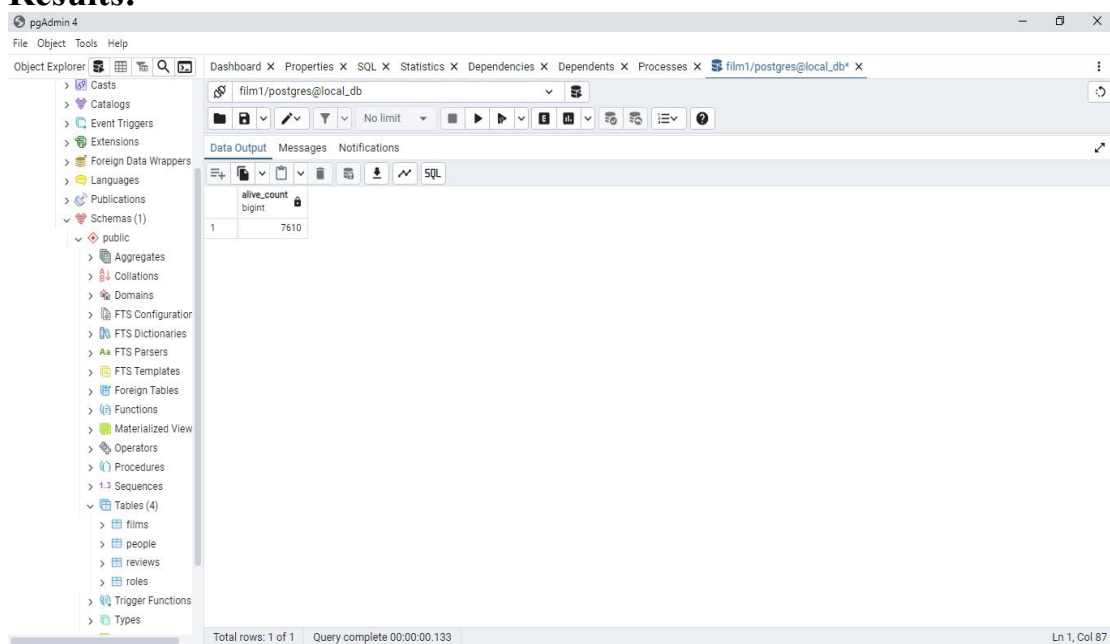 Results:
pgAdmin 4
File Object Tools Help
Object Explorer
Dashboard X Properties X SQL X Statistics X Dependencies X Dependents X Processes X film1/postgres@local_db* X
film1/postgres@local_db
No limit
Data Output Messages Notifications
SQL
alive_count
bigint
1 7610
Casts
Catalogs
Event Triggers
Extensions
Foreign Data Wrappers
Languages
Publications
Schemas (1)
public
Aggregates
Collations
Domains
FTS Configuration
FTS Dictionaries
Aa FTS Parsers
FTS Templates
Foreign Tables
Functions
Materialized View
Operators
Procedures
1..3 Sequences
Tables (4)
films
people
reviews
roles
Trigger Functions
Types
Total rows: 1 of 1 Query complete 00:00:00.133 Ln 1, Col 87